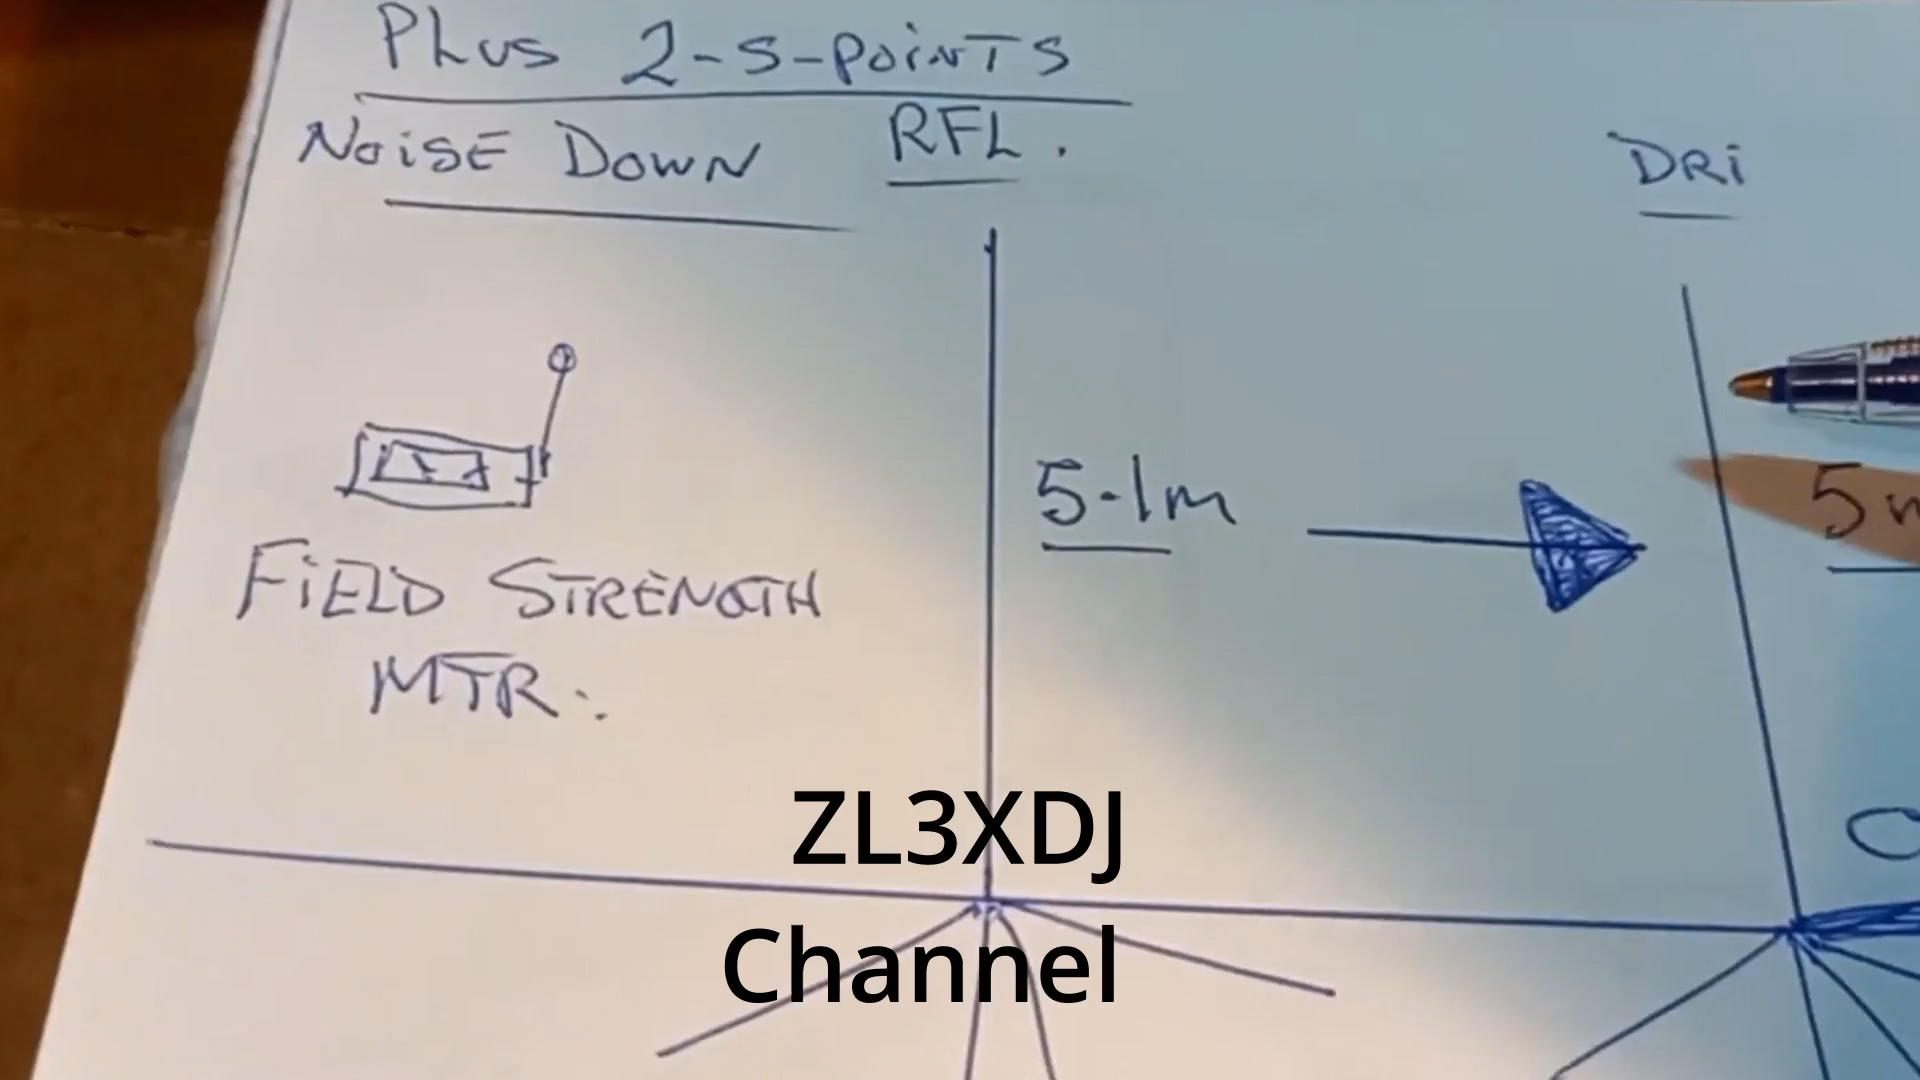 PLUS 2-S-POINTS
NOISE DOWN RFL.
DRI
5-1m
FIELD STRENGTH
MTR.
ZL3XDJ
Channel